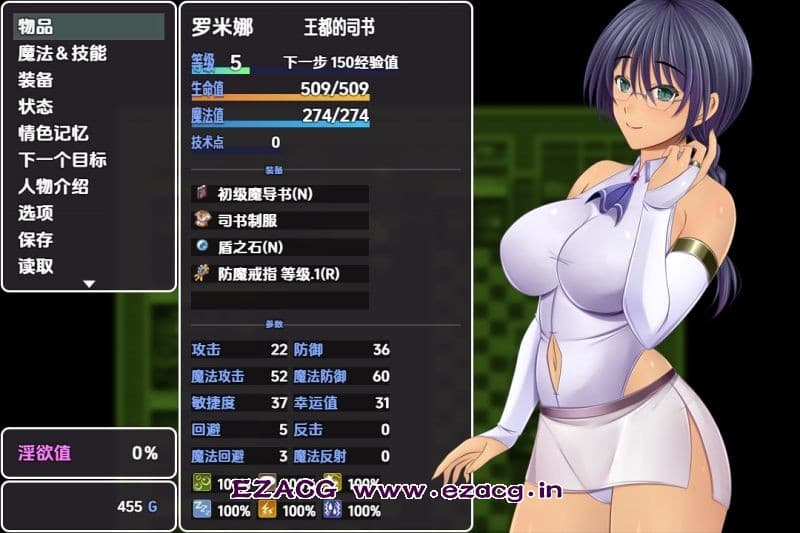 物品
魔法＆技能
装备
状态
情色记忆
下一个目标
人物介绍
选项
保存
读取
淫欲值 0%
455 G
罗米娜 王都的司书
等级 5 下一步 150经验值
生命值 509/509
魔法值 274/274
技术点 0
装备
初级魔导书(N)
司书制服
盾之石(N)
防魔戒指 等级.1(R)
参数
攻击 22 防御 36
魔法攻击 52 魔法防御 60
敏捷度 37 幸运值 31
回避 5 反击 0
魔法回避 3 魔法反射 0
EZACG www.ezacg.in
100% 100% 100%